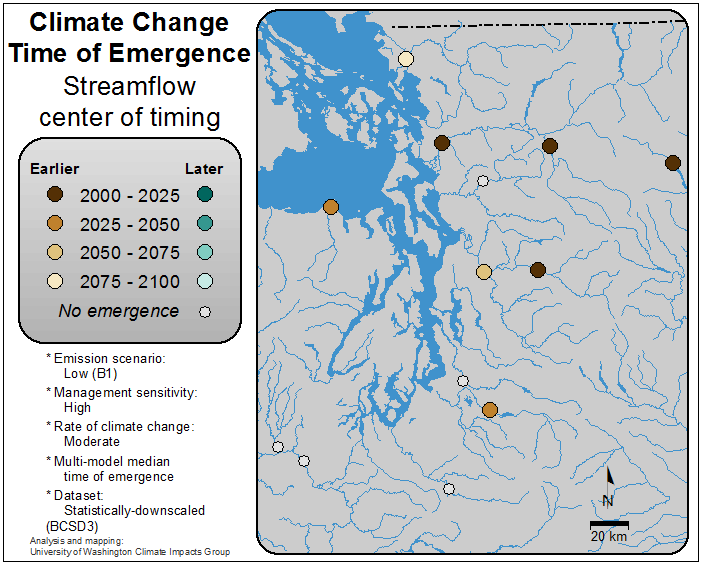 Climate Change
Time of Emergence
Streamflow
center of timing
Earlier Later
2000 - 2025
2025 - 2050
2050 - 2075
2075 - 2100
No emergence
* Emission scenario:
Low (B1)
* Management sensitivity:
High
* Rate of climate change:
Moderate
* Multi-model median
time of emergence
* Dataset:
Statistically-downscaled
(BCSD3)
Analysis and mapping:
University of Washington Climate Impacts Group
N
20 km